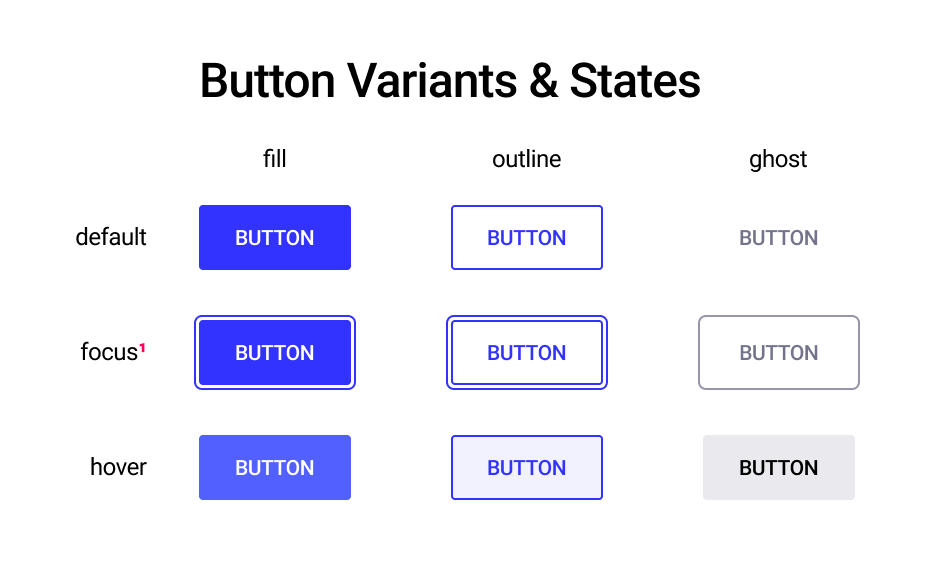 Button Variants & States
fill outline ghost
default BUTTON BUTTON BUTTON
focus¹ BUTTON BUTTON BUTTON
hover BUTTON BUTTON BUTTON